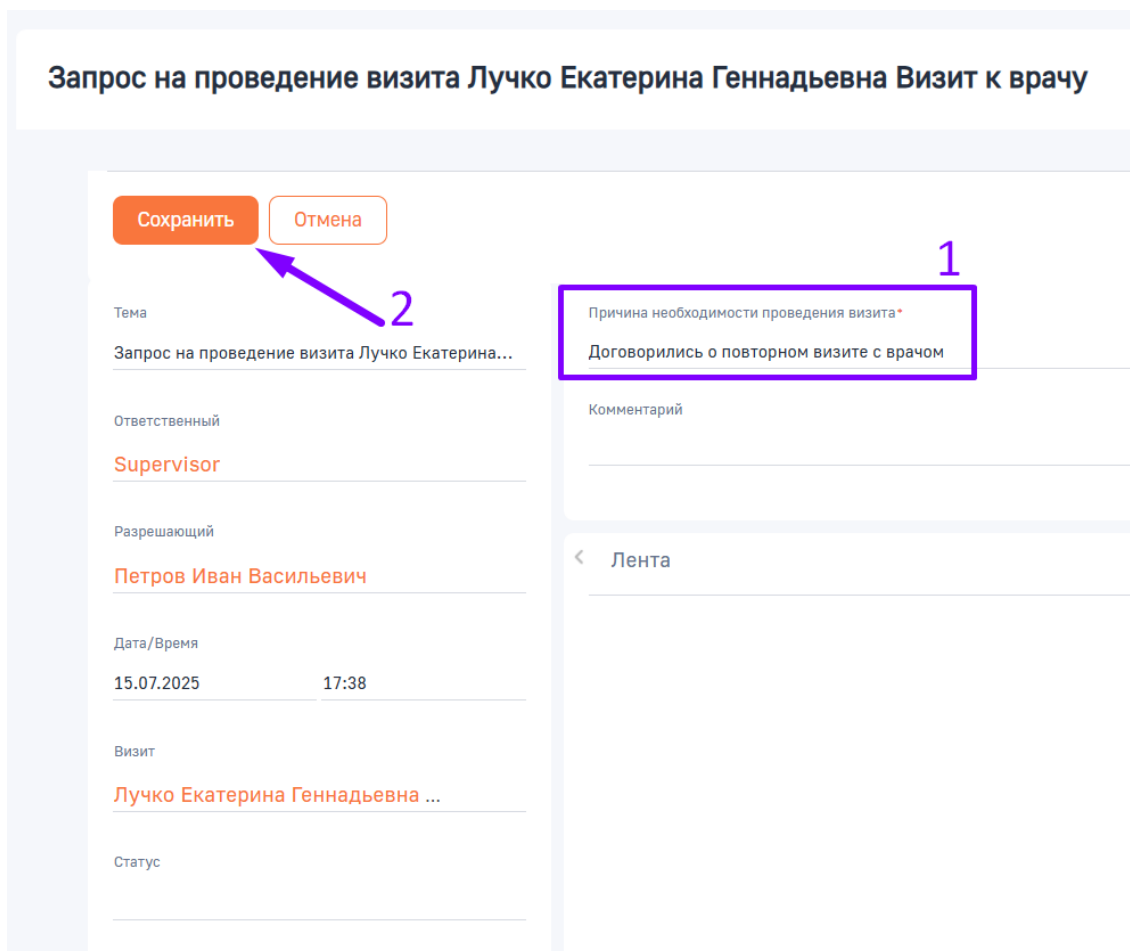 Запрос на проведение визита Лучко Екатерина Геннадьевна Визит к врачу
Сохранить
Отмена
1
2
Тема
Запрос на проведение визита Лучко Екатерина...
Ответственный
Supervisor
Разрешающий
Петров Иван Васильевич
Дата/Время
15.07.2025 17:38
Визит
Лучко Екатерина Геннадьевна ...
Статус
Причина необходимости проведения визита*
Договорились о повторном визите с врачом
Комментарий
Лента